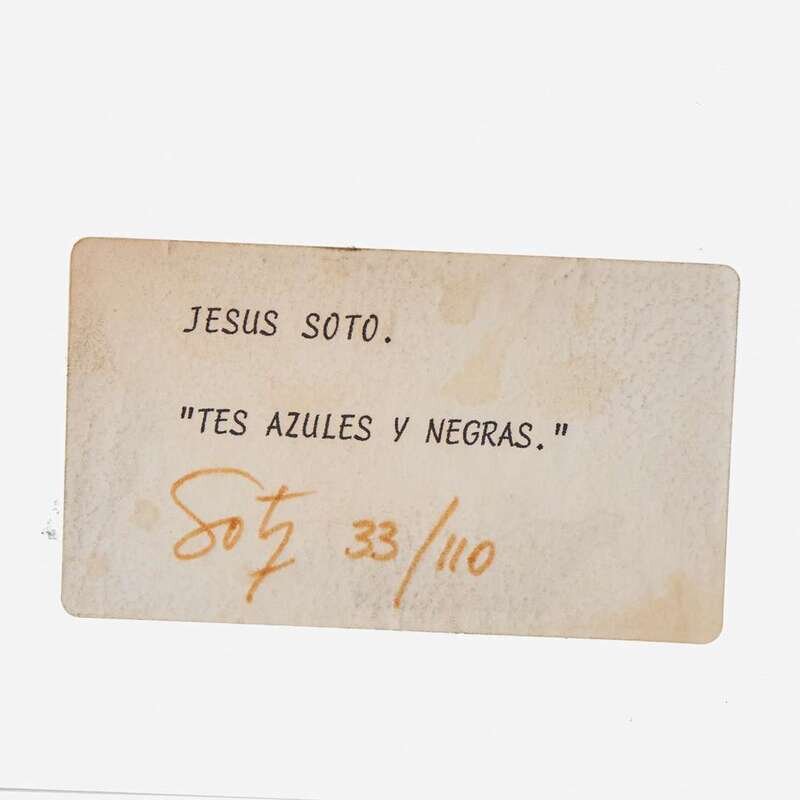 JESUS SOTO.
"TES AZULES Y NEGRAS."
Soto 33/110